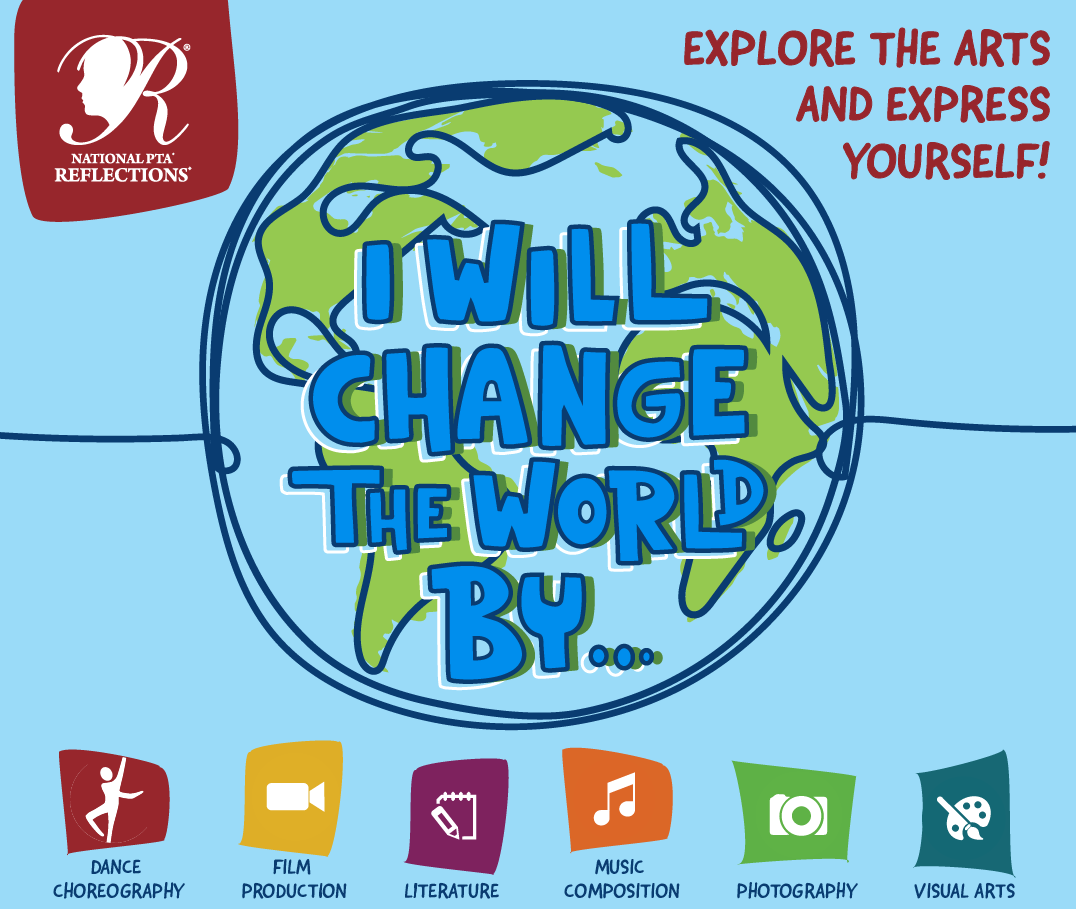 R®
NATIONAL PTA®
REFLECTIONS®
EXPLORE THE ARTS
AND EXPRESS
YOURSELF!
I WILL
CHANGE
THE WORLD
BY...
DANCE
CHOREOGRAPHY
FILM
PRODUCTION
LITERATURE
MUSIC
COMPOSITION
PHOTOGRAPHY
VISUAL ARTS